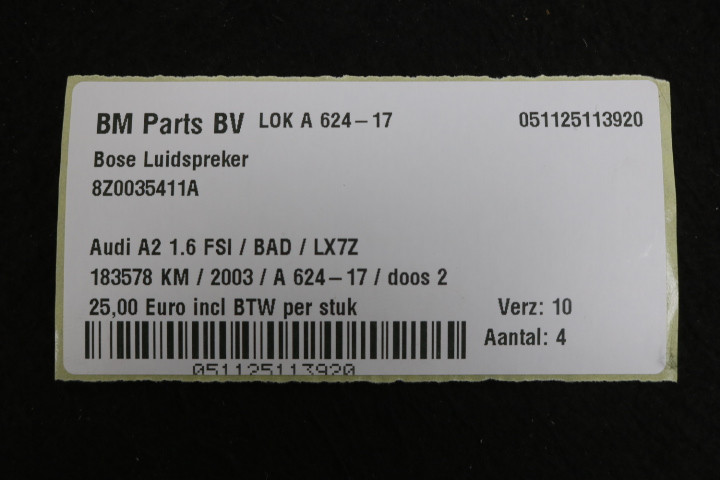 BM Parts BV LOK A 624-17 051125113920
Bose Luidspreker
8Z0035411A
Audi A2 1.6 FSI / BAD / LX7Z
183578 KM / 2003 / A 624-17 / doos 2
25,00 Euro incl BTW per stuk Verz: 10
Aantal: 4
051125113920